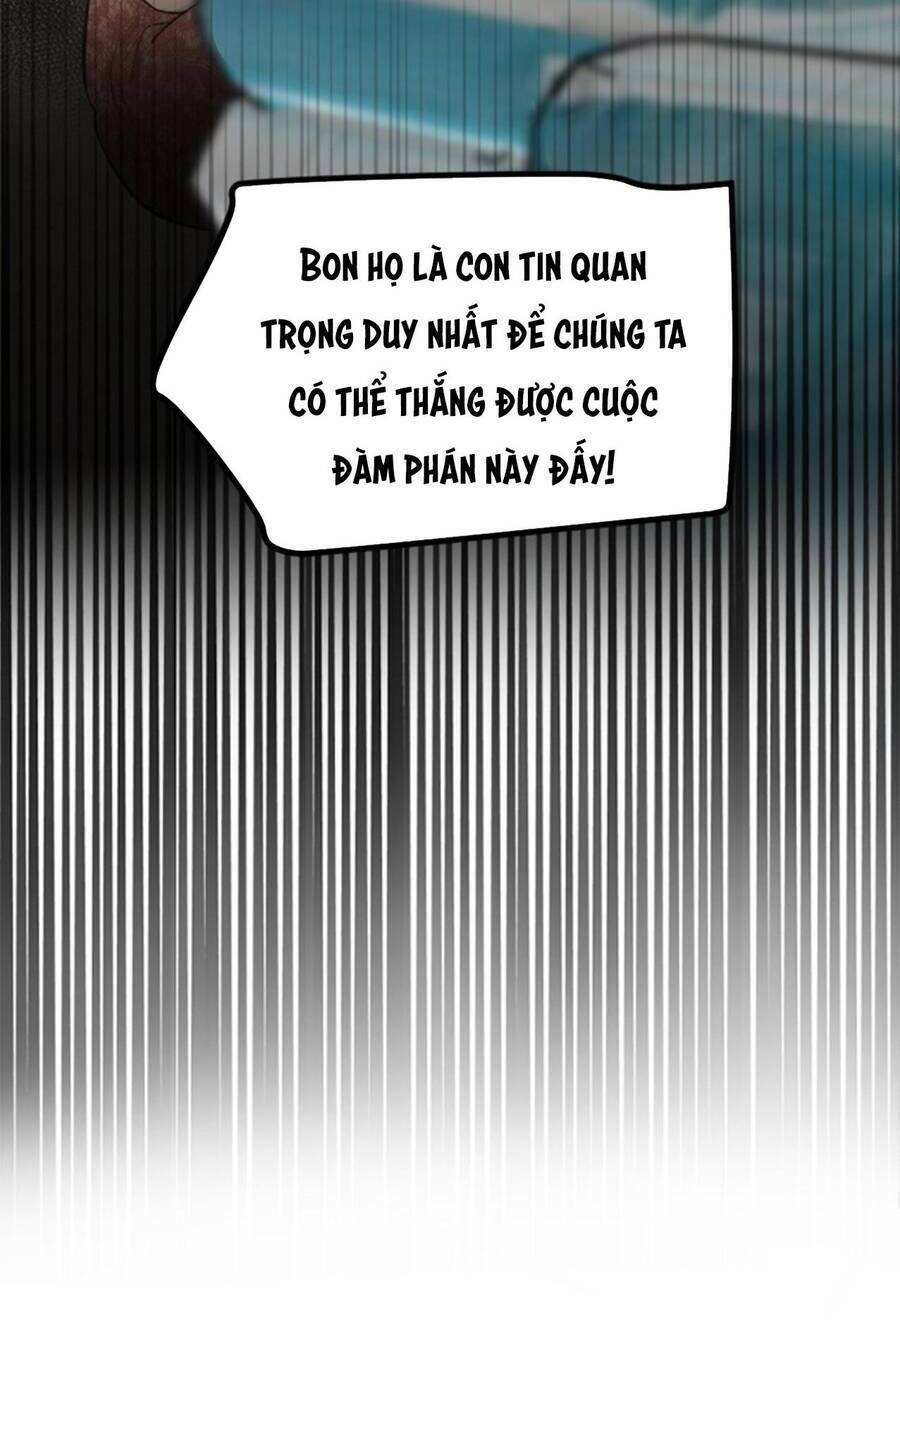 BON HỌ LÀ CON TIN QUAN
TRỌNG DUY NHẤT ĐỂ CHÚNG TA
CÓ THỂ THẮNG ĐƯỢC CUỘC
ĐÀM PHÁN NÀY ĐẤY!